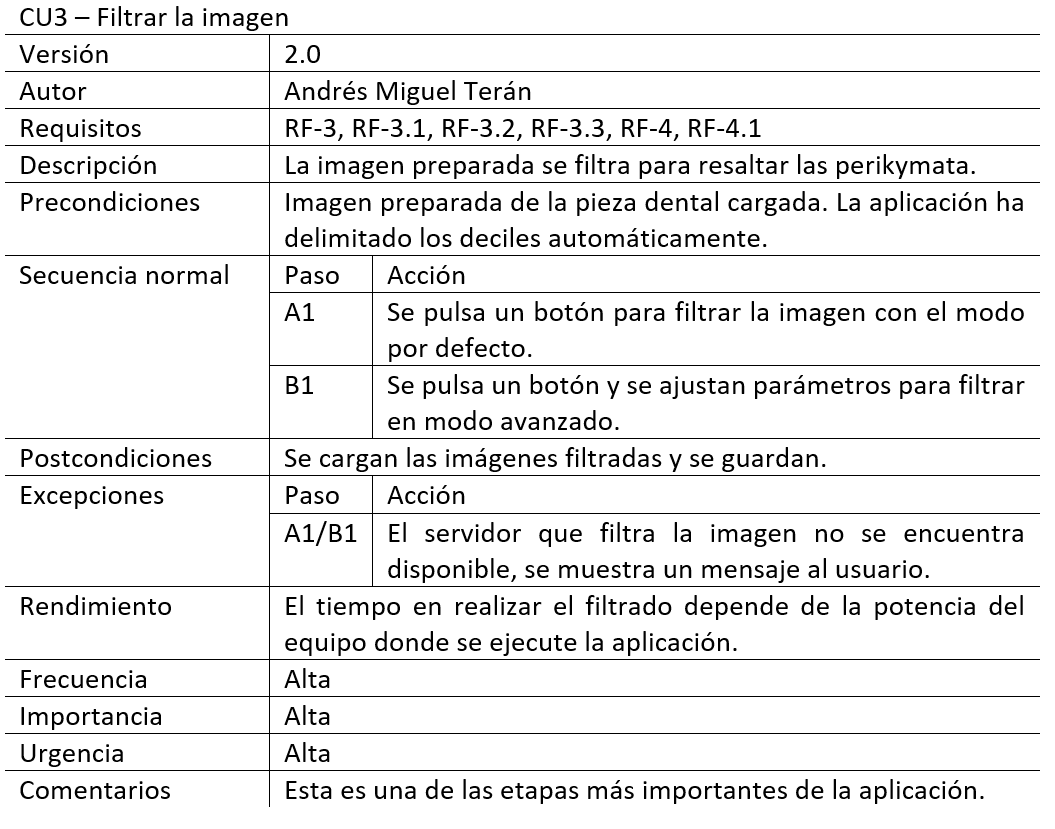 CU3 – Filtrar la imagen
Versión 2.0
Autor Andrés Miguel Terán
Requisitos RF-3, RF-3.1, RF-3.2, RF-3.3, RF-4, RF-4.1
Descripción La imagen preparada se filtra para resaltar las perikymata.
Precondiciones Imagen preparada de la pieza dental cargada. La aplicación ha
delimitado los deciles automáticamente.
Secuencia normal Paso Acción
A1 Se pulsa un botón para filtrar la imagen con el modo
por defecto.
B1 Se pulsa un botón y se ajustan parámetros para filtrar
en modo avanzado.
Postcondiciones Se cargan las imágenes filtradas y se guardan.
Excepciones Paso Acción
A1/B1 El servidor que filtra la imagen no se encuentra
disponible, se muestra un mensaje al usuario.
Rendimiento El tiempo en realizar el filtrado depende de la potencia del
equipo donde se ejecute la aplicación.
Frecuencia Alta
Importancia Alta
Urgencia Alta
Comentarios Esta es una de las etapas más importantes de la aplicación.